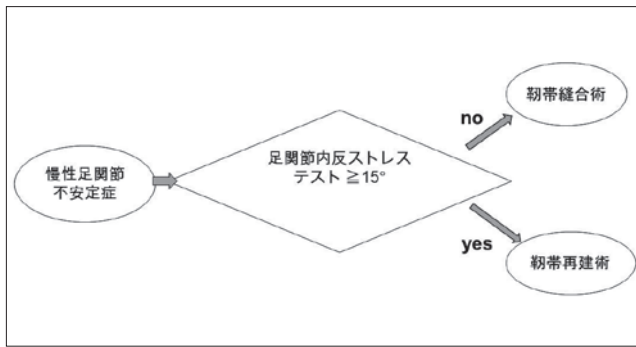 慢性足関節
不安定症
足関節内反ストレス
テスト≧15°
no
靭帯縫合術
yes
靭帯再建術